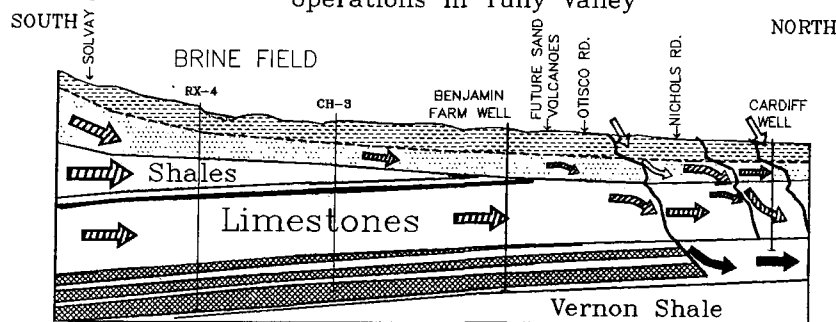 operations in Tully Valley
SOUTH
NORTH
SOLVAY
BRINE FIELD
RX-4
CH-3
BENJAMIN
FARM WELL
FUTURE SAND
VOLCANOES
OTISCO RD.
NICHOLS RD.
CARDIFF
WELL
Shales
Limestones
Vernon Shale